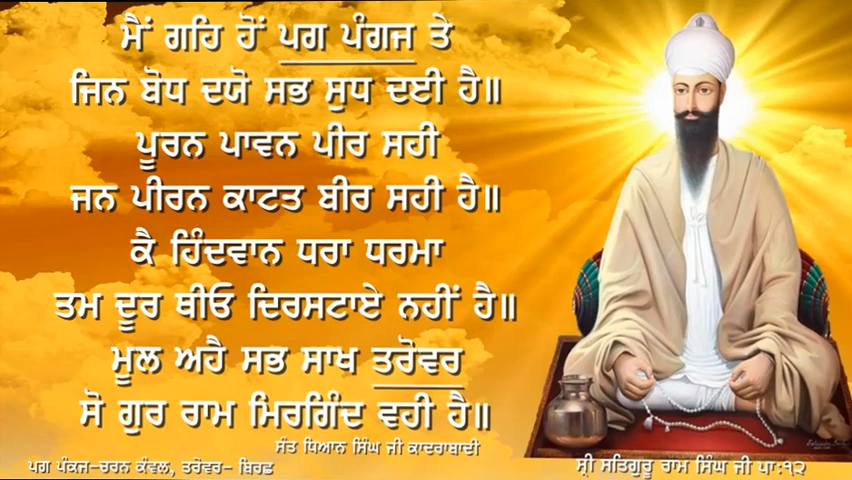 ਮੈਂ ਗਹਿ ਹੋਂ ਪਗ ਪੰਗਜ ਤੇ
ਜਿਨ ਬੋਧ ਦਯੋ ਸਭ ਸੁਧ ਦਈ ਹੈ॥
ਪੂਰਨ ਪਾਵਨ ਪੀਰ ਸਹੀ
ਜਨ ਪੀਰਨ ਕਾਟਤ ਬੀਰ ਸਹੀ ਹੈ॥
ਕੈ ਹਿੰਦਵਾਨ ਧਰਾ ਧਰਮਾ
ਤਮ ਦੂਰ ਥੀਓ ਦਿਰਸਟਾਏ ਨਹੀਂ ਹੈ॥
ਮੂਲ ਅਹੈ ਸਭ ਸਾਖ ਤਰੋਵਰ
ਸੋ ਗੁਰ ਰਾਮ ਮਿਰਗਿੰਦ ਵਹੀ ਹੈ॥
ਸੰਤ ਧਿਆਨ ਸਿੰਘ ਜੀ ਕਾਦਰਾਬਾਦੀ
ਪਗ ਪੰਕਜ-ਚਰਨ ਕੰਵਲ, ਤਰੋਵਰ- ਬਿਰਛ
ਸ੍ਰੀ ਸਤਿਗੁਰੂ ਰਾਮ ਸਿੰਘ ਜੀ ਪਾ:੧੨